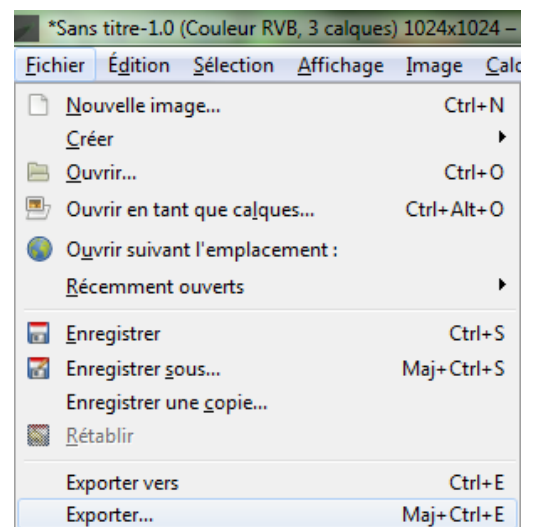 *Sans titre-1.0 (Couleur RVB, 3 calques) 1024x1024 –
Fichier Édition Sélection Affichage Image Calc
Nouvelle image... Ctrl+N
Créer
Ouvrir... Ctrl+O
Ouvrir en tant que calques... Ctrl+Alt+O
Ouvrir suivant l'emplacement :
Récemment ouverts
Enregistrer Ctrl+S
Enregistrer sous... Maj+Ctrl+S
Enregistrer une copie...
Rétablir
Exporter vers Ctrl+E
Exporter... Maj+Ctrl+E